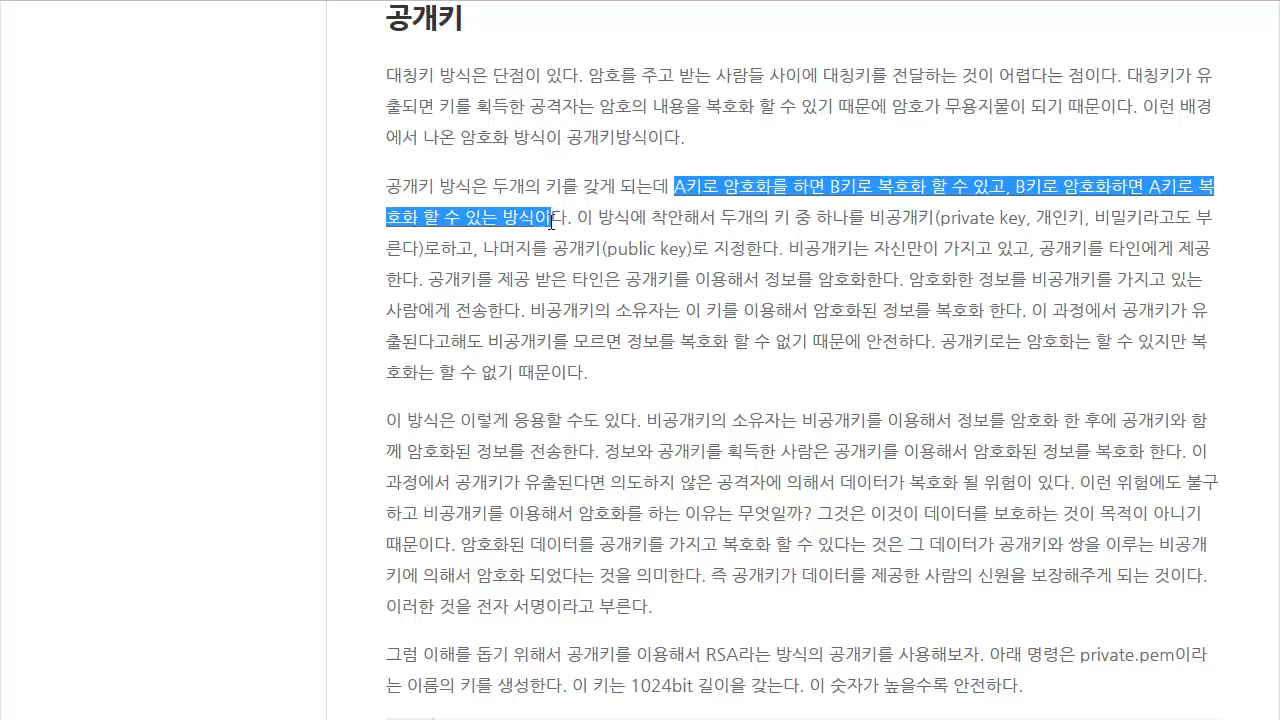 공개키
대칭키 방식은 단점이 있다. 암호를 주고 받는 사람들 사이에 대칭키를 전달하는 것이 어렵다는 점이다. 대칭키가 유
출되면 키를 획득한 공격자는 암호의 내용을 복호화 할 수 있기 때문에 암호가 무용지물이 되기 때문이다. 이런 배경
에서 나온 암호화 방식이 공개키방식이다.
공개키 방식은 두개의 키를 갖게 되는데 A키로 암호화를 하면 B키로 복호화 할 수 있고, B키로 암호화하면 A키로 복
호화 할 수 있는 방식이다. 이 방식에 착안해서 두개의 키 중 하나를 비공개키(private key, 개인키, 비밀키라고도 부
른다)로하고, 나머지를 공개키(public key)로 지정한다. 비공개키는 자신만이 가지고 있고, 공개키를 타인에게 제공
한다. 공개키를 제공 받은 타인은 공개키를 이용해서 정보를 암호화한다. 암호화한 정보를 비공개키를 가지고 있는
사람에게 전송한다. 비공개키의 소유자는 이 키를 이용해서 암호화된 정보를 복호화 한다. 이 과정에서 공개키가 유
출된다고해도 비공개키를 모르면 정보를 복호화 할 수 없기 때문에 안전하다. 공개키로는 암호화는 할 수 있지만 복
호화는 할 수 없기 때문이다.
이 방식은 이렇게 응용할 수도 있다. 비공개키의 소유자는 비공개키를 이용해서 정보를 암호화 한 후에 공개키와 함
께 암호화된 정보를 전송한다. 정보와 공개키를 획득한 사람은 공개키를 이용해서 암호화된 정보를 복호화 한다. 이
과정에서 공개키가 유출된다면 의도하지 않은 공격자에 의해서 데이터가 복호화 될 위험이 있다. 이런 위험에도 불구
하고 비공개키를 이용해서 암호화를 하는 이유는 무엇일까? 그것은 이것이 데이터를 보호하는 것이 목적이 아니기
때문이다. 암호화된 데이터를 공개키를 가지고 복호화 할 수 있다는 것은 그 데이터가 공개키와 쌍을 이루는 비공개
키에 의해서 암호화 되었다는 것을 의미한다. 즉 공개키가 데이터를 제공한 사람의 신원을 보장해주게 되는 것이다.
이러한 것을 전자 서명이라고 부른다.
그럼 이해를 돕기 위해서 공개키를 이용해서 RSA라는 방식의 공개키를 사용해보자. 아래 명령은 private.pem이라
는 이름의 키를 생성한다. 이 키는 1024bit 길이을 갖는다. 이 숫자가 높을수록 안전하다.